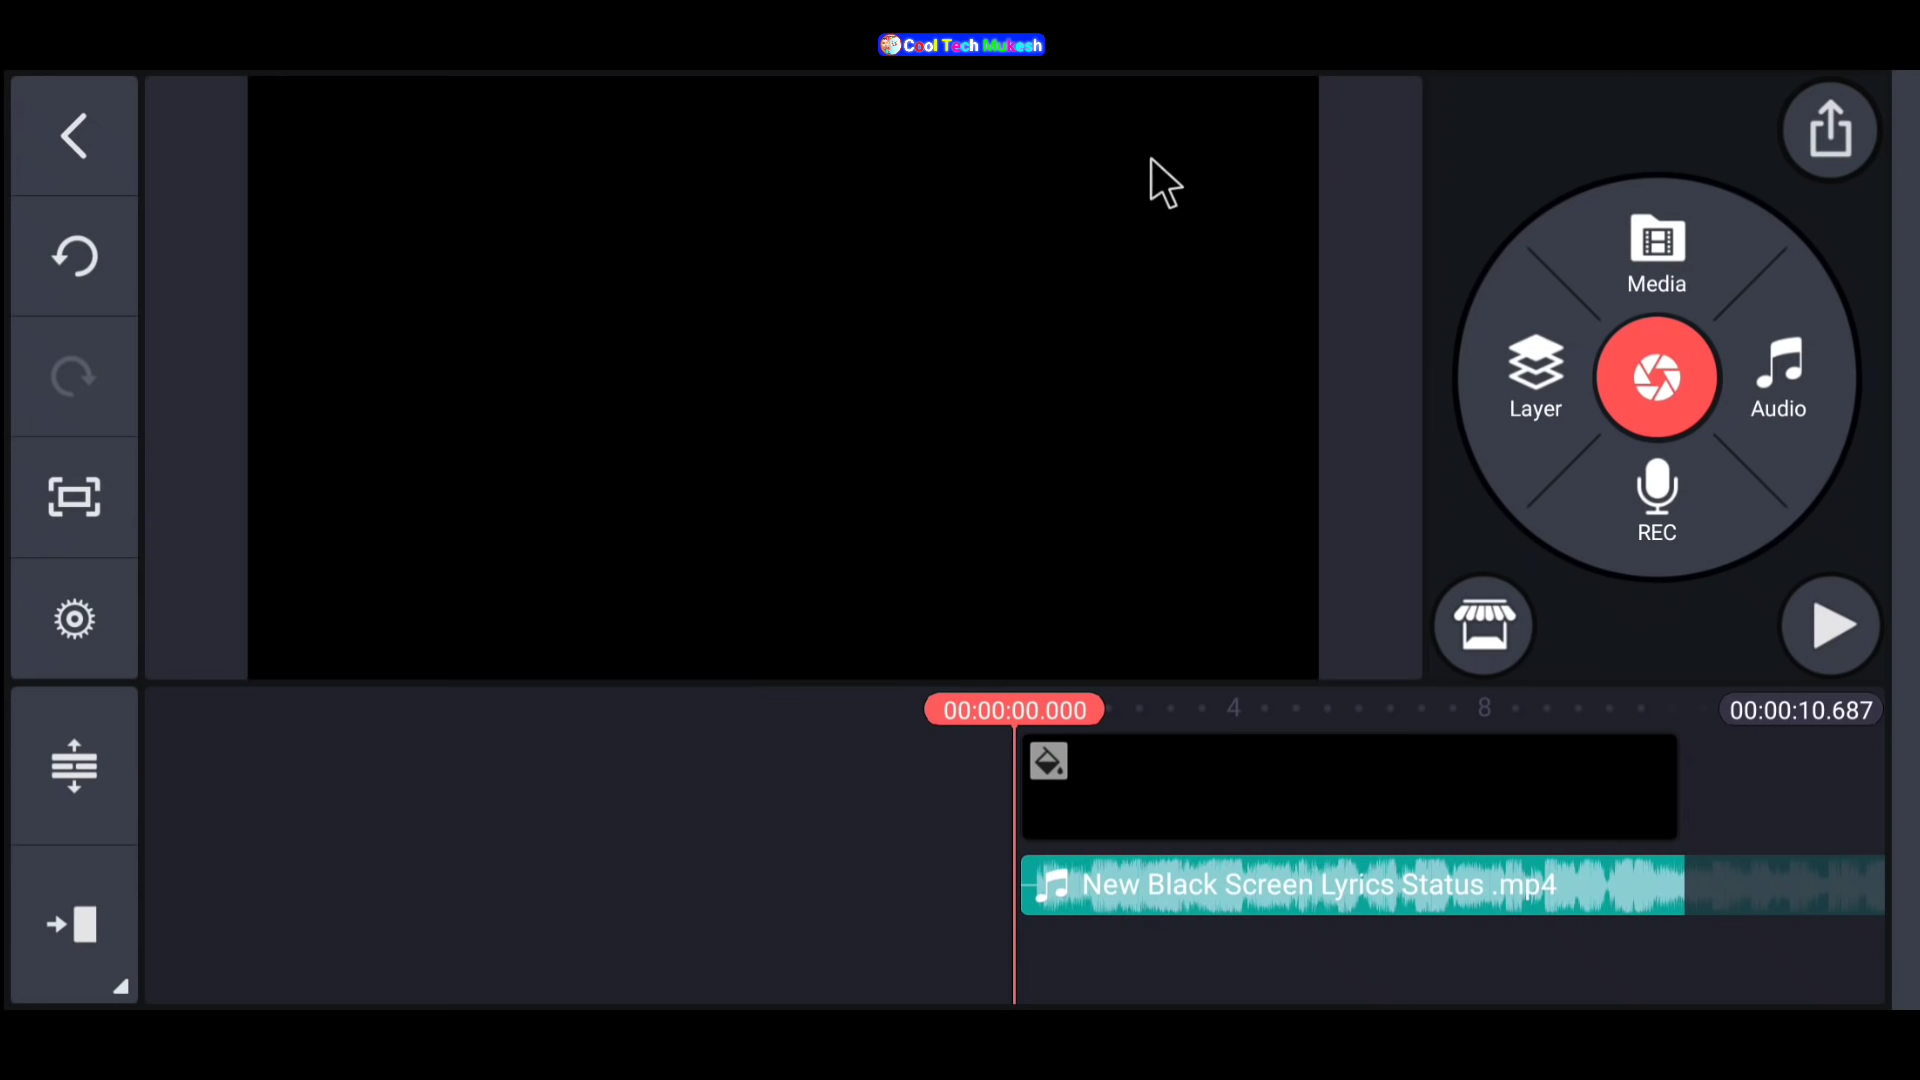 Cool Tech Mukesh
Media
Layer
Audio
REC
00:00:00.000
4
8
00:00:10.687
New Black Screen Lyrics Status .mp4